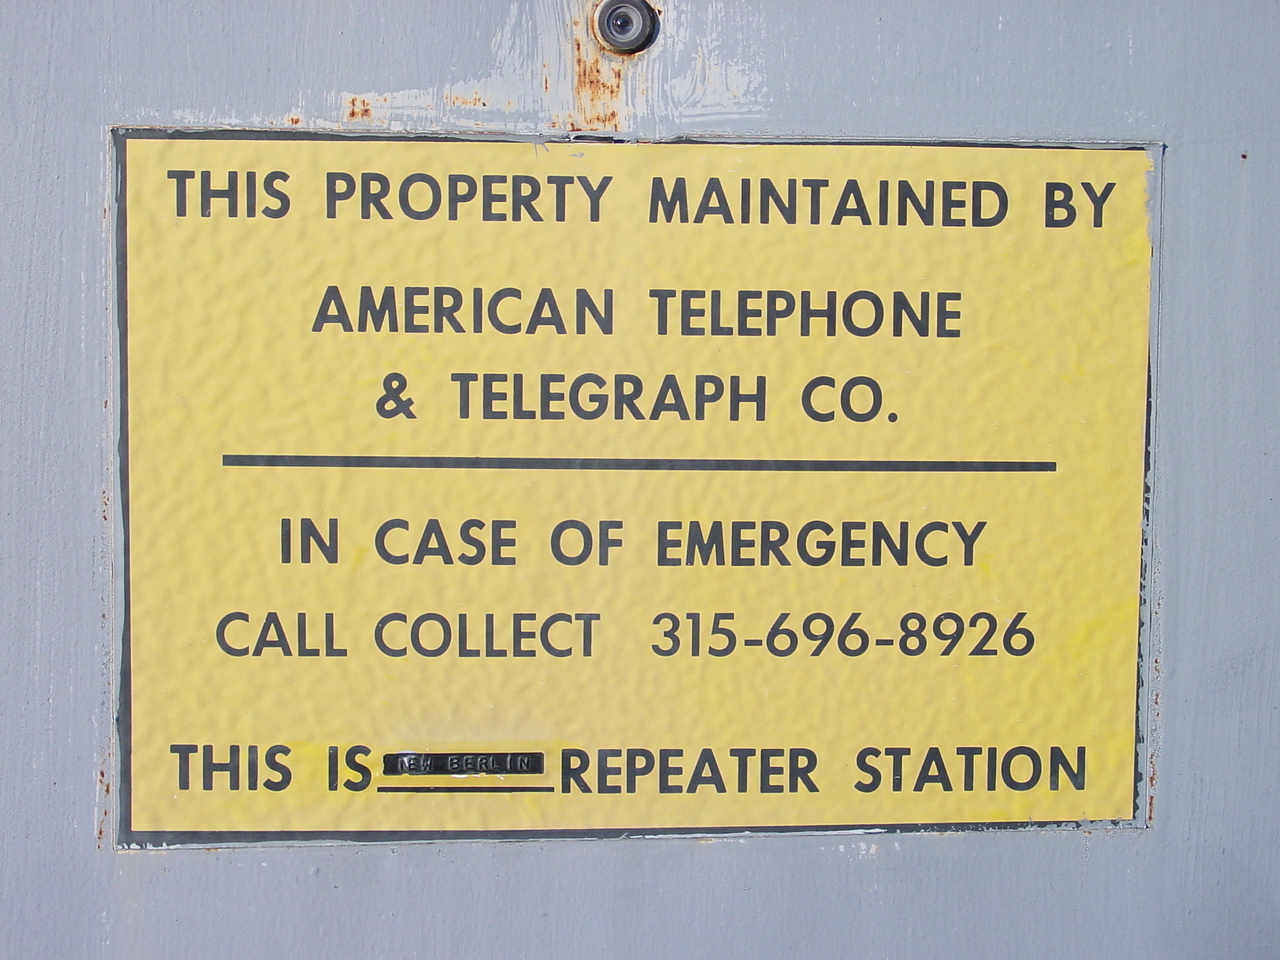 THIS PROPERTY MAINTAINED BY
AMERICAN TELEPHONE
& TELEGRAPH CO.
IN CASE OF EMERGENCY
CALL COLLECT 315-696-8926
THIS IS NEW BERLIN REPEATER STATION